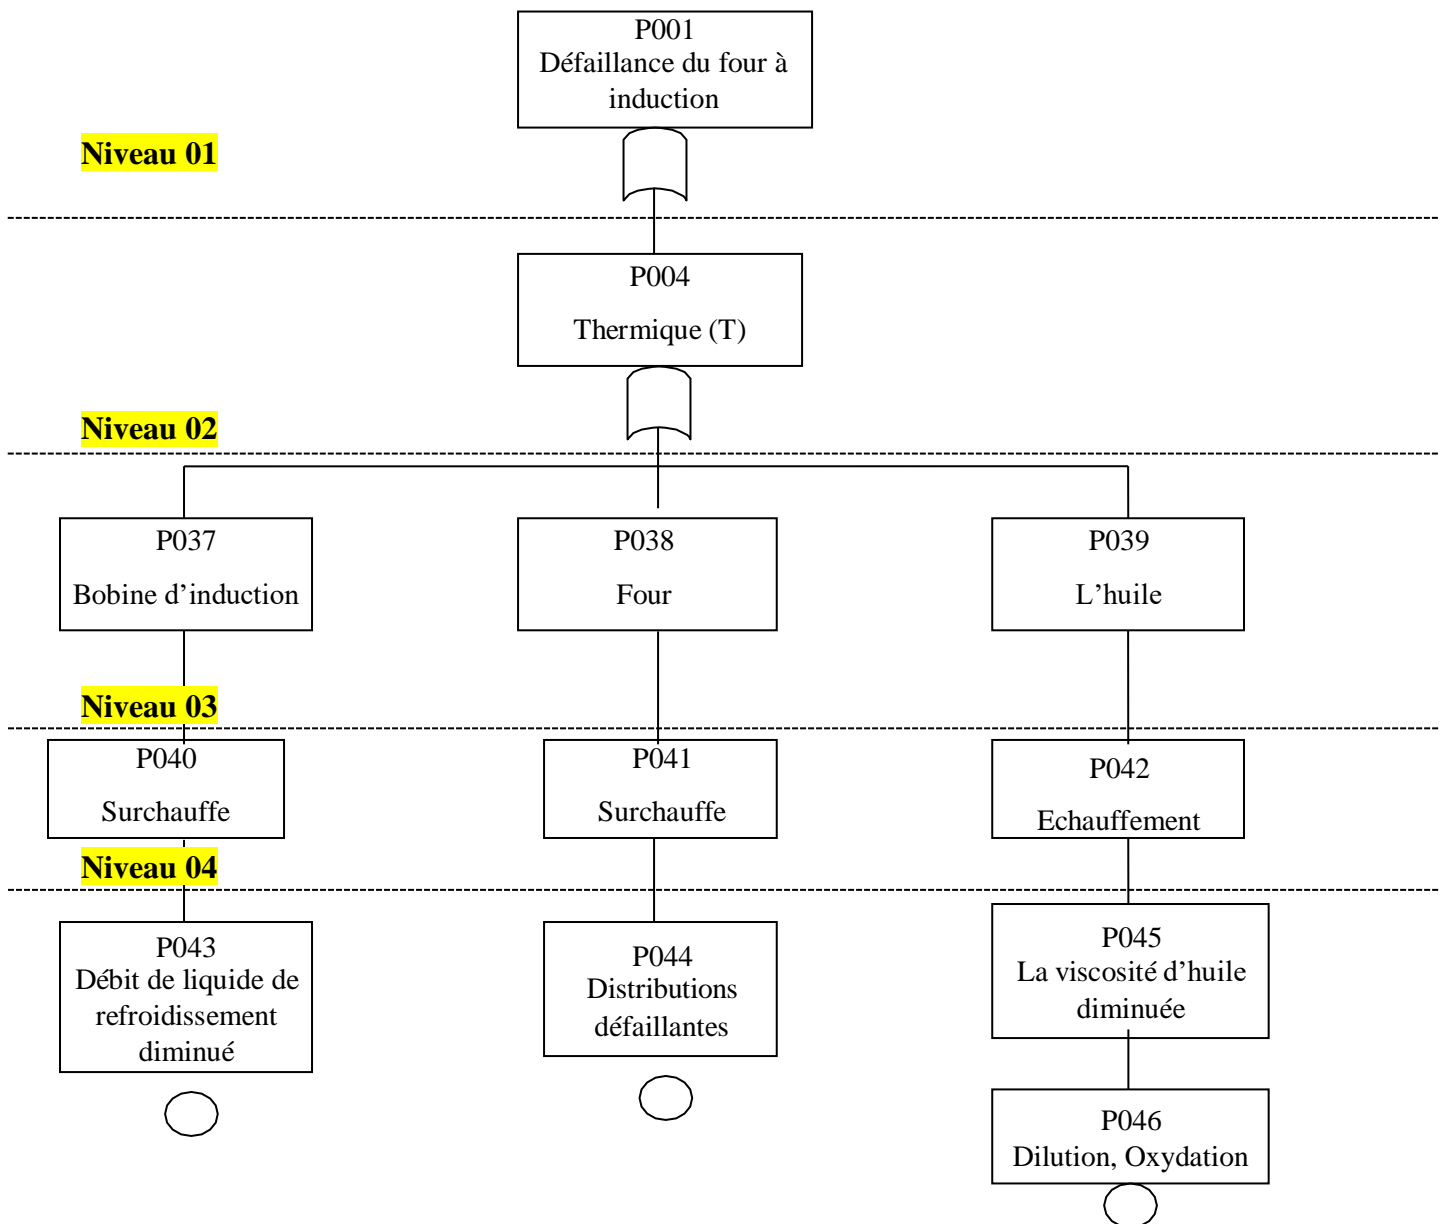 P001
Défaillance du four à
induction
Niveau 01
P004
Thermique (T)
Niveau 02
P037
Bobine d’induction
P038
Four
P039
L’huile
Niveau 03
P040
Surchauffe
P041
Surchauffe
P042
Echauffement
Niveau 04
P043
Débit de liquide de
refroidissement
diminué
P044
Distributions
défaillantes
P045
La viscosité d’huile
diminuée
P046
Dilution, Oxydation